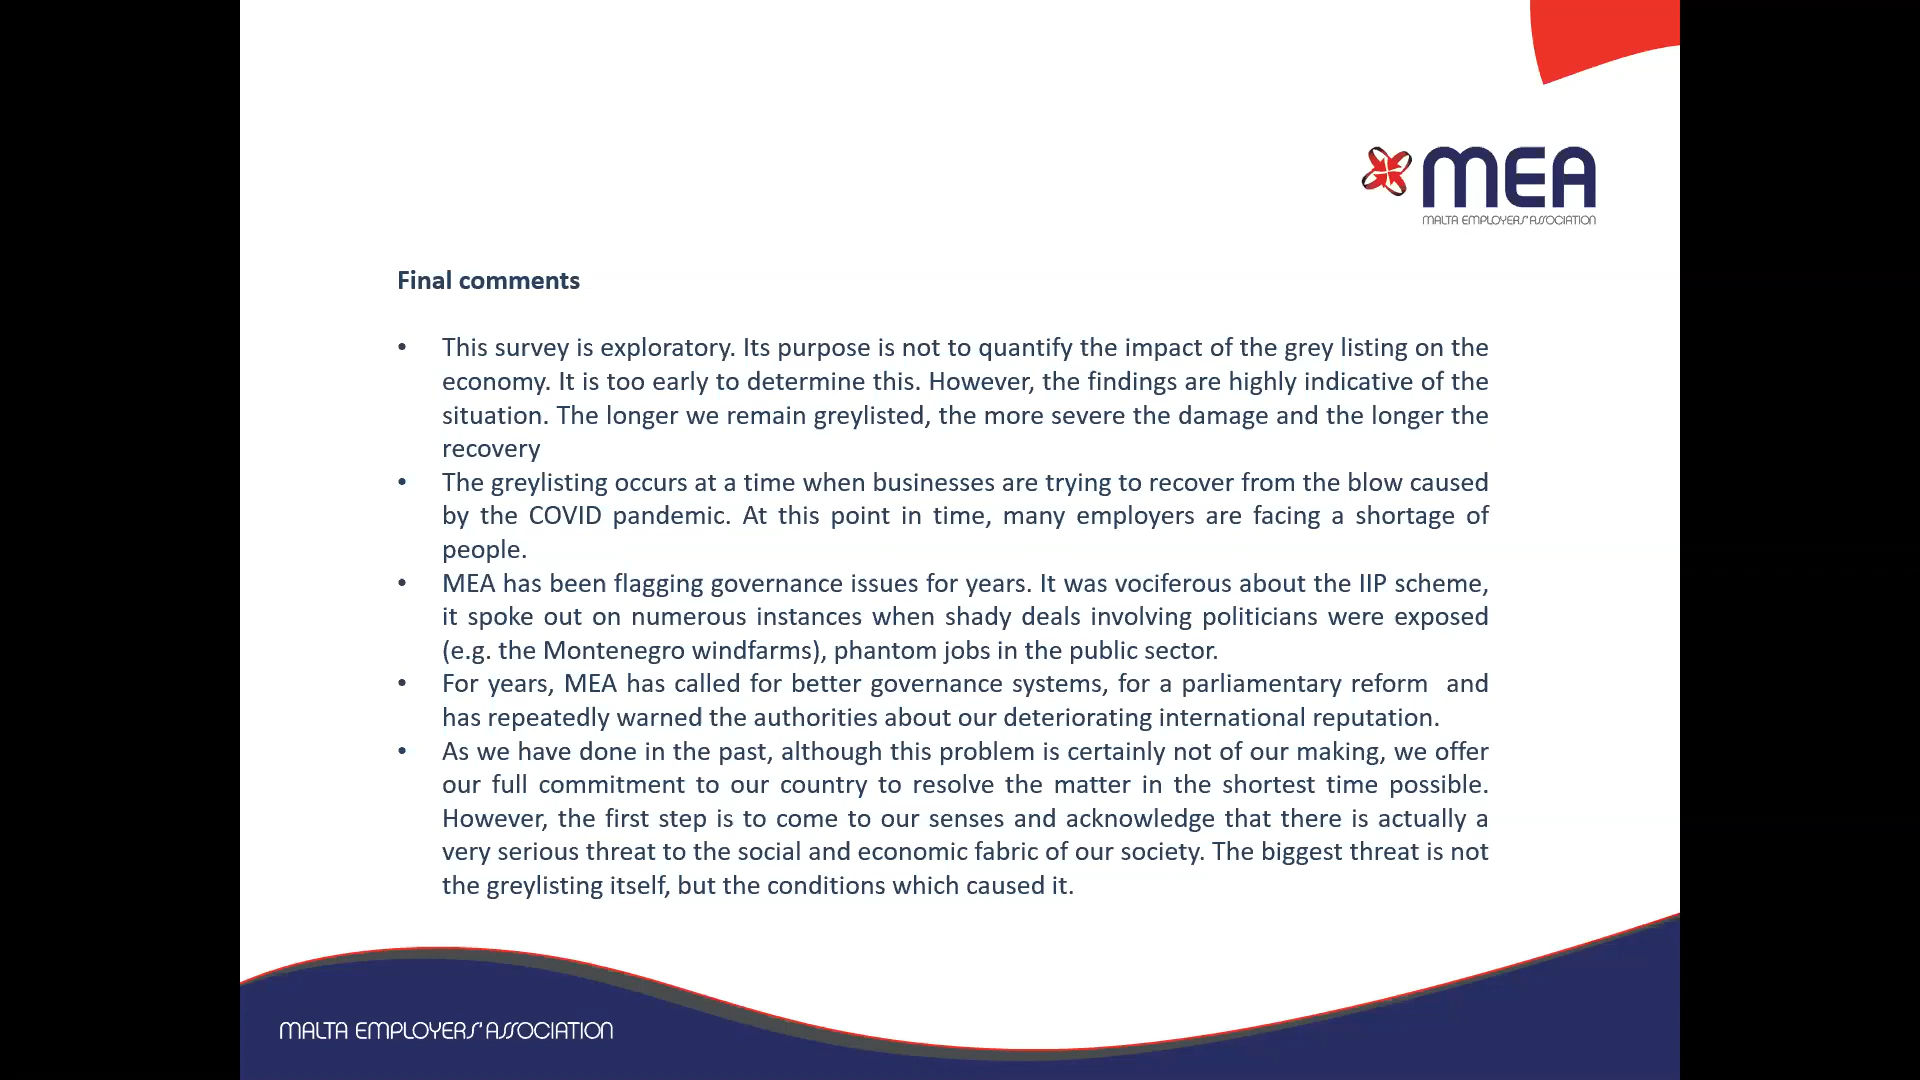 MEA
MALTA EMPLOYERS' ASSOCIATION
Final comments
• This survey is exploratory. Its purpose is not to quantify the impact of the grey listing on the
economy. It is too early to determine this. However, the findings are highly indicative of the
situation. The longer we remain greylisted, the more severe the damage and the longer the
recovery
• The greylisting occurs at a time when businesses are trying to recover from the blow caused
by the COVID pandemic. At this point in time, many employers are facing a shortage of
people.
• MEA has been flagging governance issues for years. It was vociferous about the IIP scheme,
it spoke out on numerous instances when shady deals involving politicians were exposed
(e.g. the Montenegro windfarms), phantom jobs in the public sector.
• For years, MEA has called for better governance systems, for a parliamentary reform and
has repeatedly warned the authorities about our deteriorating international reputation.
• As we have done in the past, although this problem is certainly not of our making, we offer
our full commitment to our country to resolve the matter in the shortest time possible.
However, the first step is to come to our senses and acknowledge that there is actually a
very serious threat to the social and economic fabric of our society. The biggest threat is not
the greylisting itself, but the conditions which caused it.
MALTA EMPLOYERS' ASSOCIATION